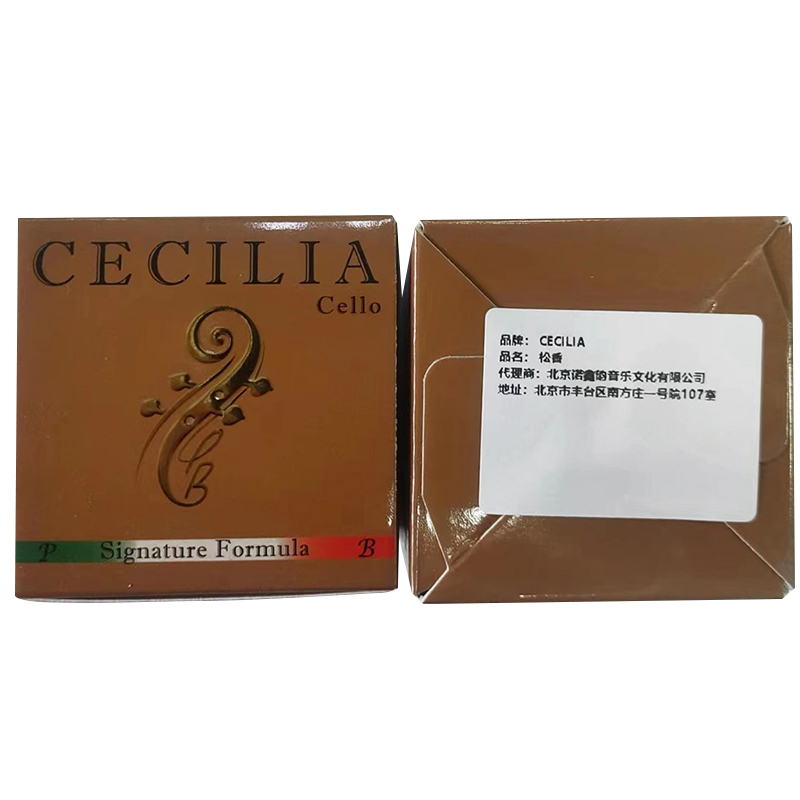 CECILIA
Cello
B
P Signature Formula B
品牌: CECILIA
品名: 松香
代理商: 北京诺鑫韵音乐文化有限公司
地址: 北京市丰台区南方庄一号院107室